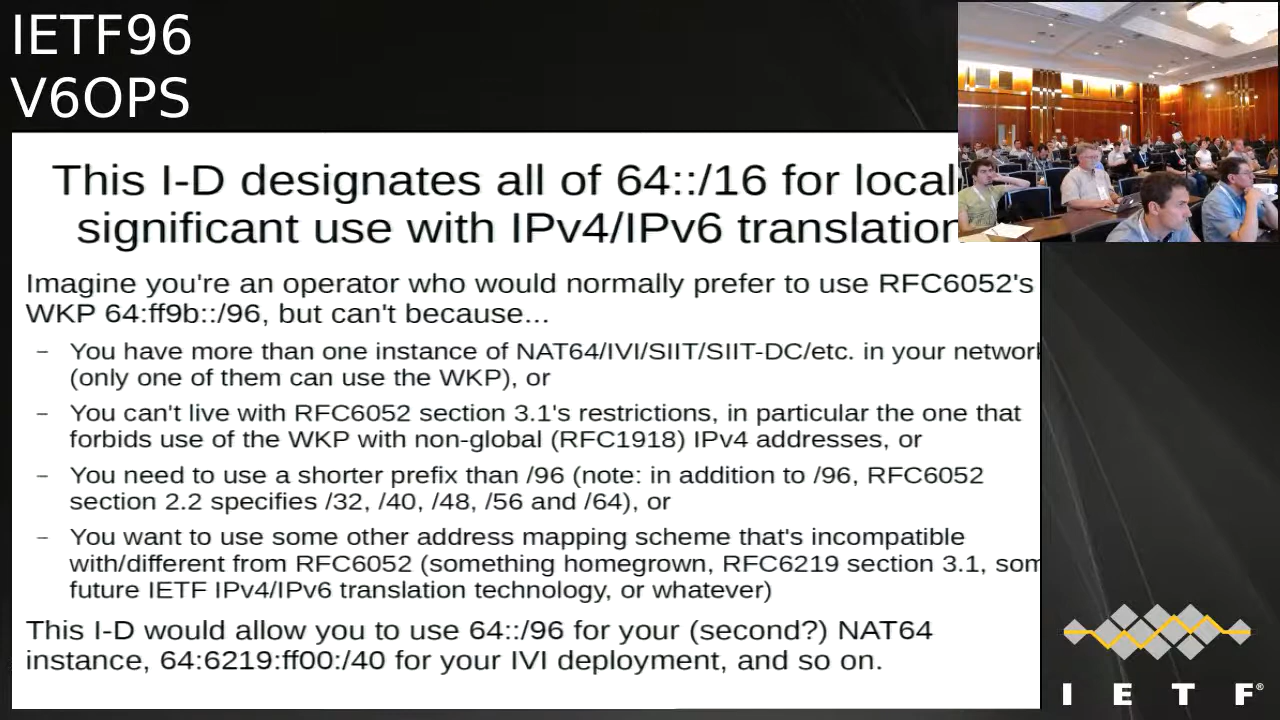 IETF96
V6OPS
This I-D designates all of 64::/16 for local
significant use with IPv4/IPv6 translation
Imagine you're an operator who would normally prefer to use RFC6052's
WKP 64:ff9b::/96, but can't because...
– You have more than one instance of NAT64/IVI/SIIT/SIIT-DC/etc. in your network
(only one of them can use the WKP), or
– You can't live with RFC6052 section 3.1's restrictions, in particular the one that
forbids use of the WKP with non-global (RFC1918) IPv4 addresses, or
– You need to use a shorter prefix than /96 (note: in addition to /96, RFC6052
section 2.2 specifies /32, /40, /48, /56 and /64), or
– You want to use some other address mapping scheme that's incompatible
with/different from RFC6052 (something homegrown, RFC6219 section 3.1, som
future IETF IPv4/IPv6 translation technology, or whatever)
This I-D would allow you to use 64::/96 for your (second?) NAT64
instance, 64:6219:ff00:/40 for your IVI deployment, and so on.
I E T F®